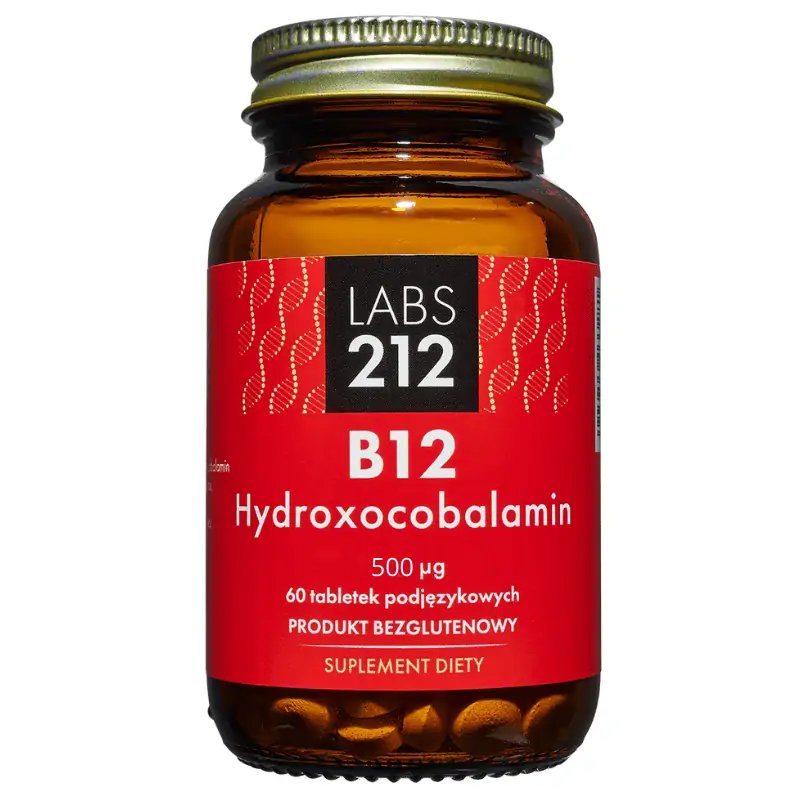 LABS
212
B12
Hydroxocobalamin
500 µg
60 tabletek podjęzykowych
PRODUKT BEZGLUTENOWY
SUPLEMENT DIETY